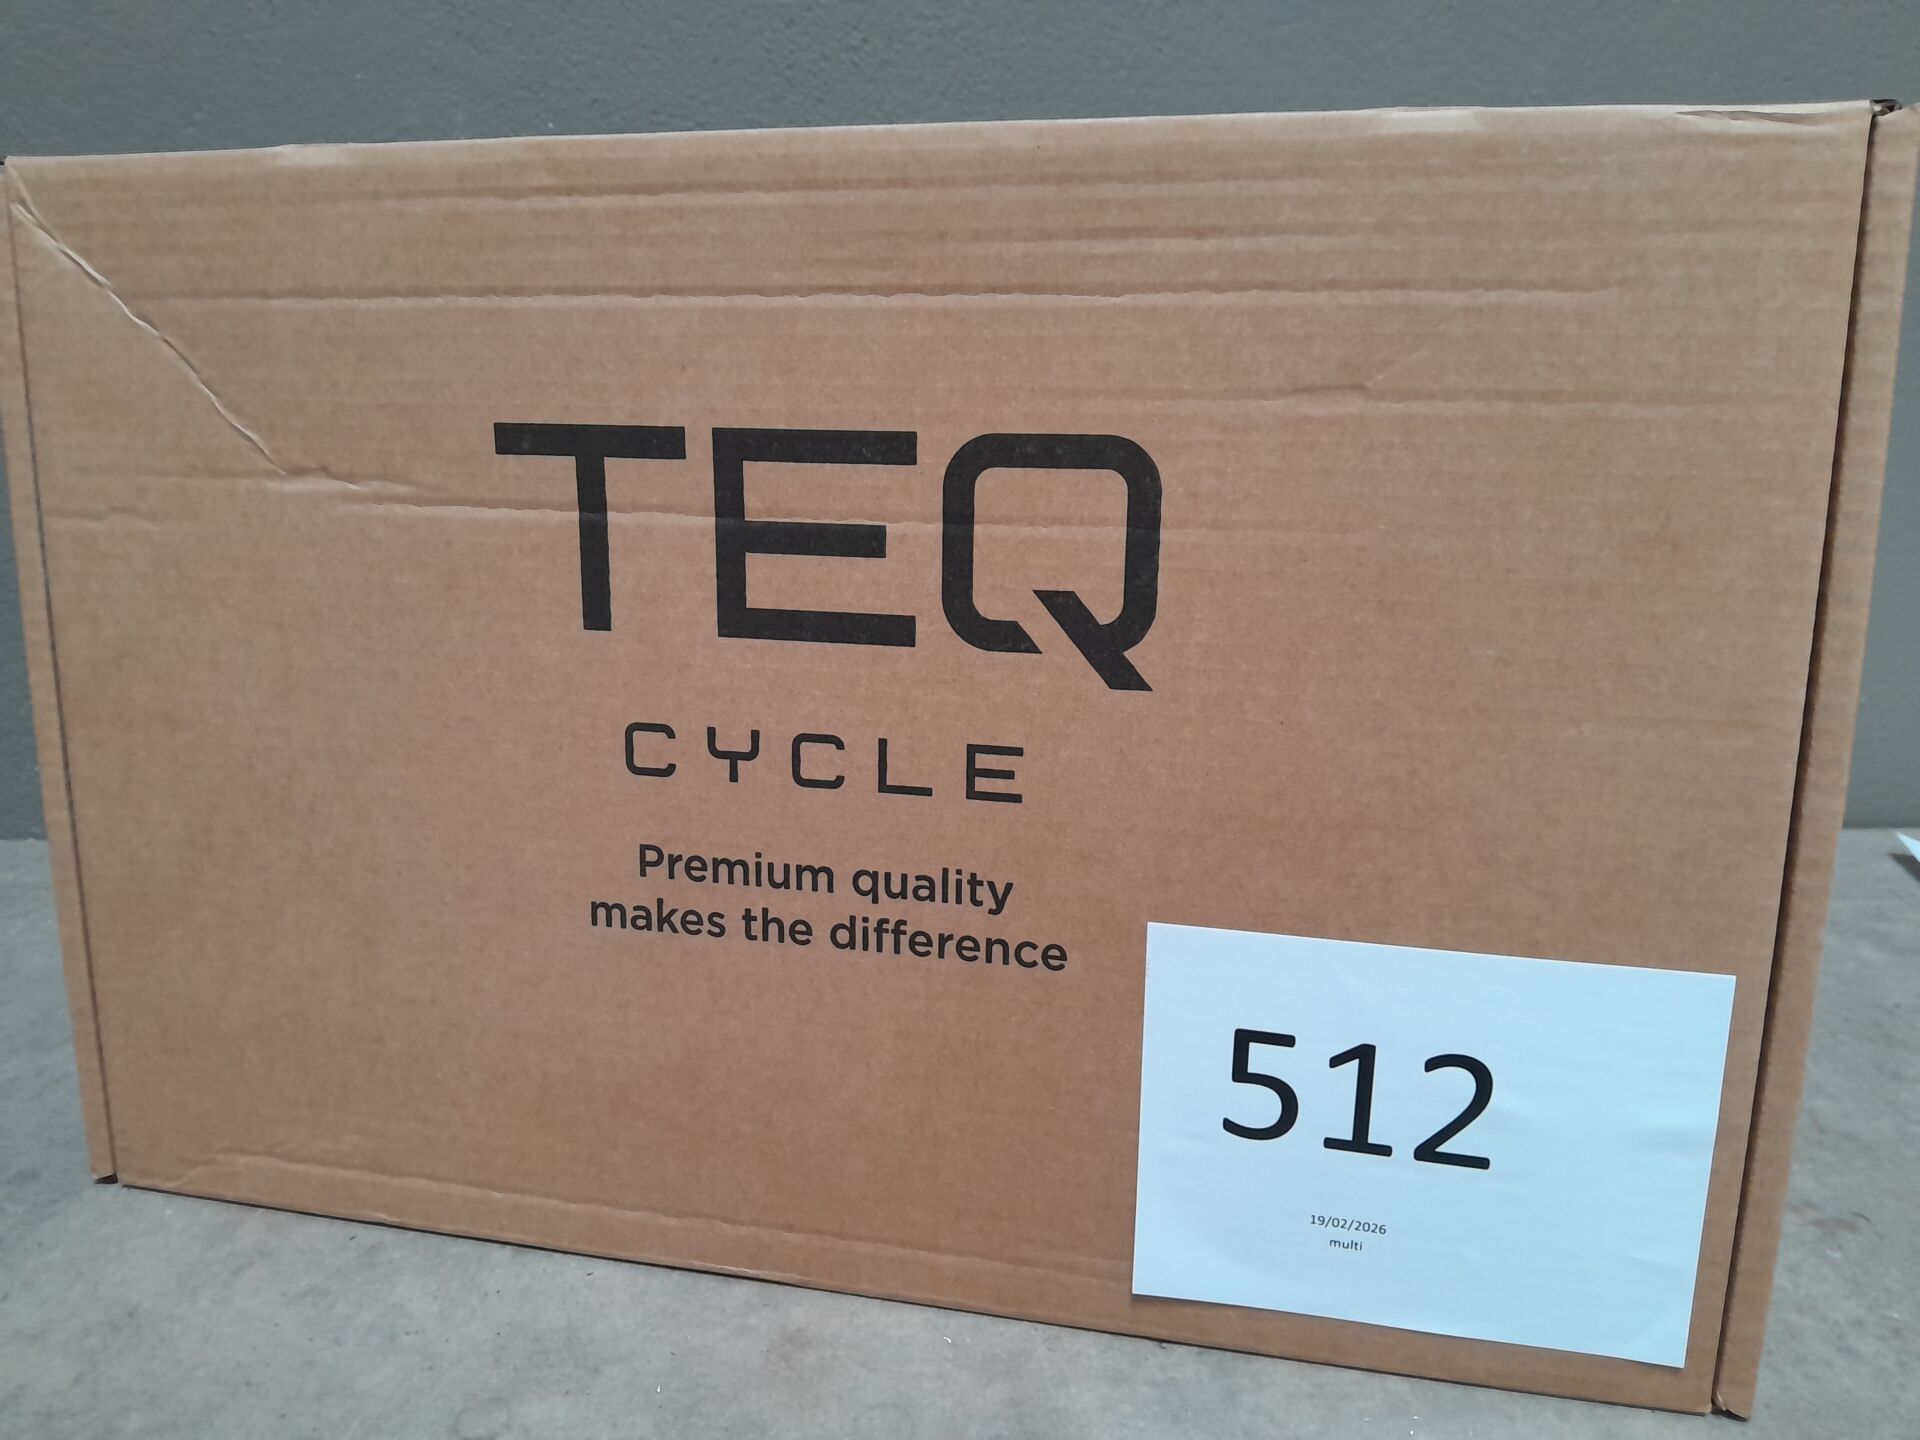 TEQ
CYCLE
Premium quality
makes the difference
512
19/02/2026
multi